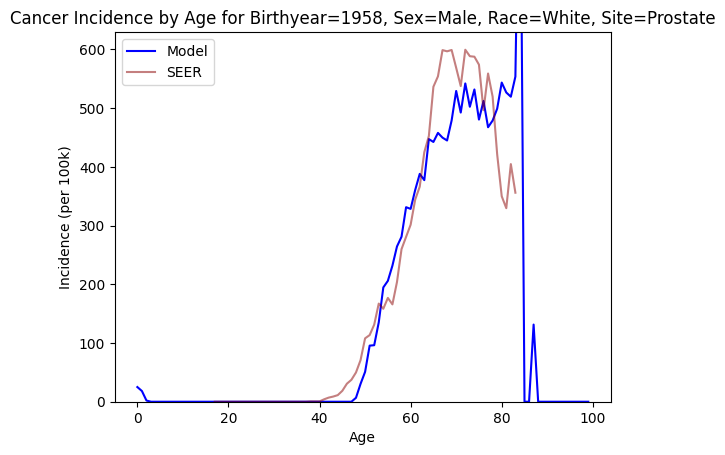 Cancer Incidence by Age for Birthyear=1958, Sex=Male, Race=White, Site=Prostate
Model
SEER
600
500
400
300
200
100
0
Incidence (per 100k)
0 20 40 60 80 100
Age